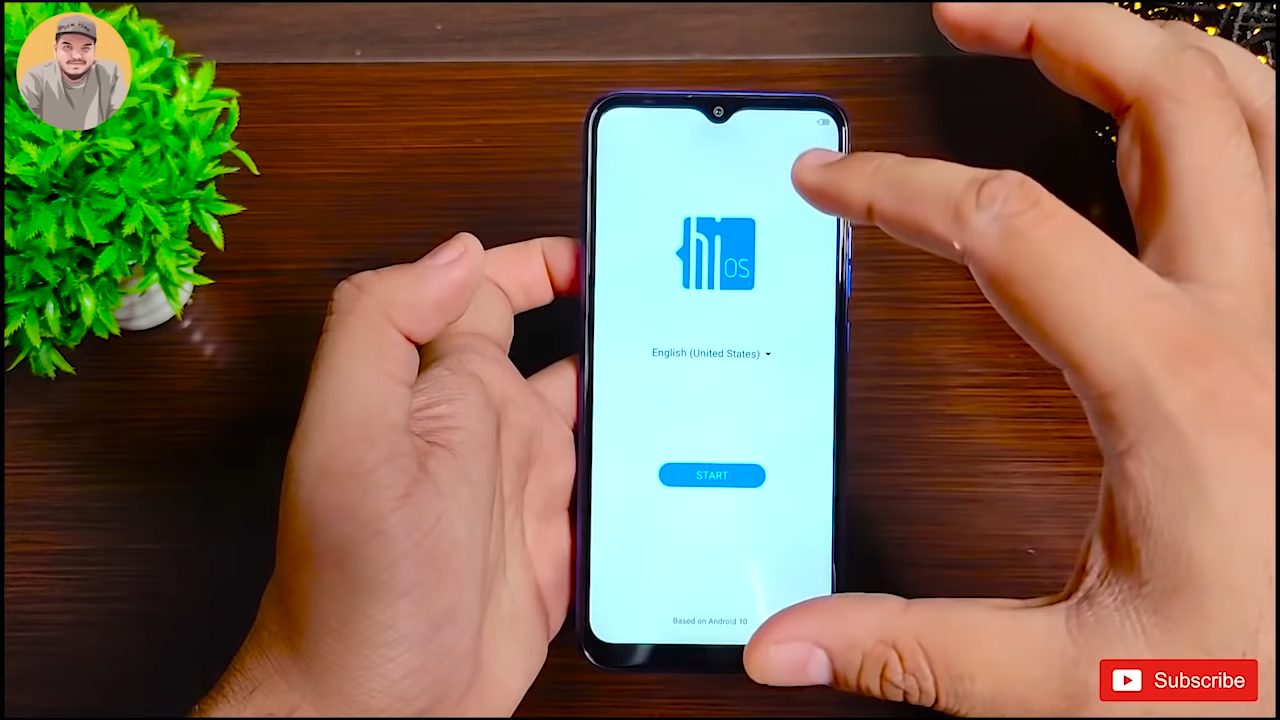 OS
English (United States)
START
Based on Android 10
Subscribe